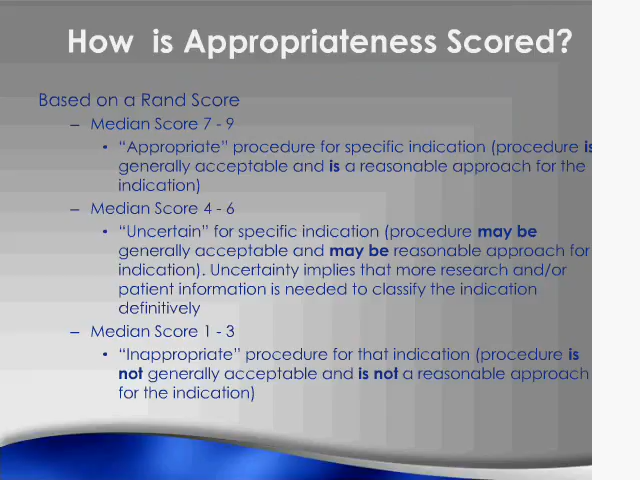 How is Appropriateness Scored?
Based on a Rand Score
– Median Score 7 - 9
• “Appropriate” procedure for specific indication (procedure is
generally acceptable and is a reasonable approach for the
indication)
– Median Score 4 - 6
• “Uncertain” for specific indication (procedure may be
generally acceptable and may be reasonable approach for
indication). Uncertainty implies that more research and/or
patient information is needed to classify the indication
definitively
– Median Score 1 - 3
• “Inappropriate” procedure for that indication (procedure is
not generally acceptable and is not a reasonable approach
for the indication)